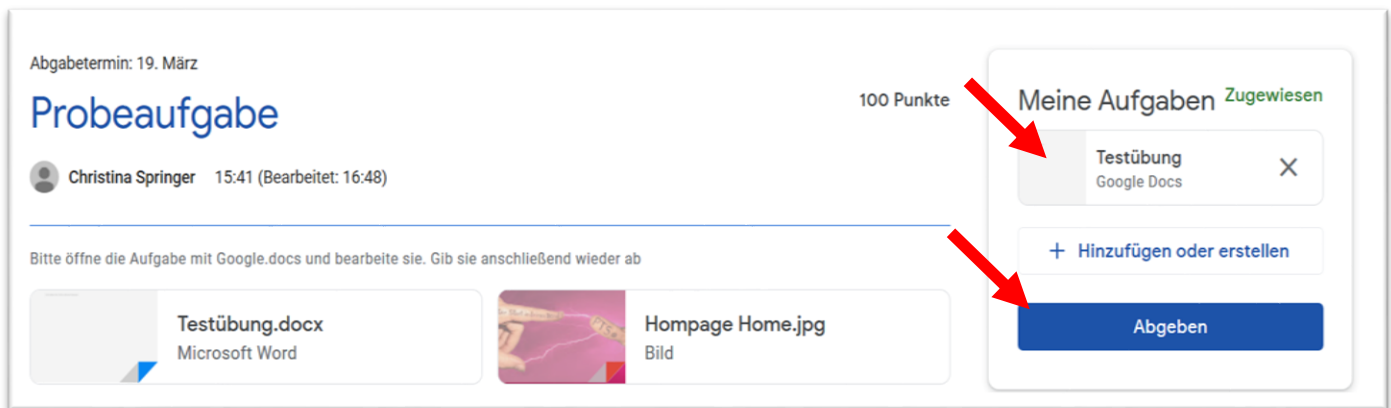 Abgabetermin: 19. März
Probeaufgabe
100 Punkte
Christina Springer 15:41 (Bearbeitet: 16:48)
Bitte öffne die Aufgabe mit Google.docs und bearbeite sie. Gib sie anschließend wieder ab
Testübung.docx
Microsoft Word
Hompage Home.jpg
Bild
Meine Aufgaben Zugewiesen
Testübung
Google Docs
+ Hinzufügen oder erstellen
Abgeben